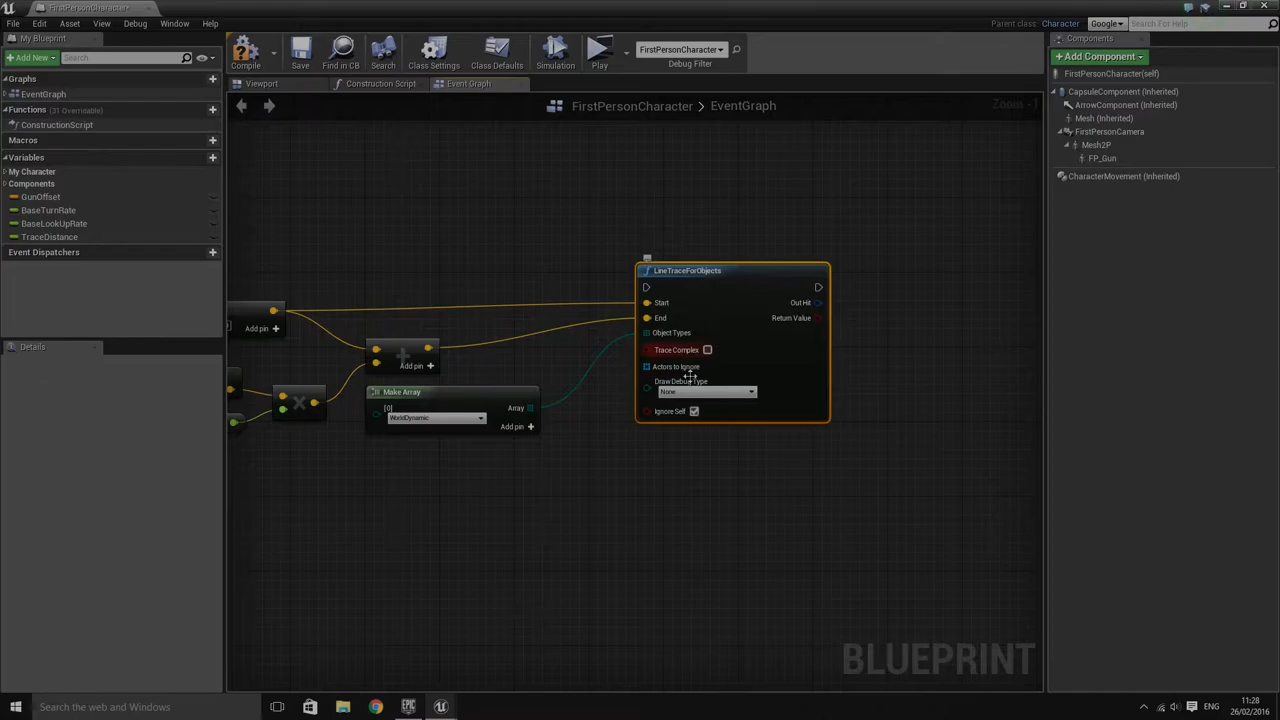 FirstPersonCharacter*
File Edit Asset View Debug Window Help
Parent class: Character
Google
Search For Help
My Blueprint
Add New
Search
Graphs
EventGraph
Functions (21 Overridable)
ConstructionScript
Macros
Variables
My Character
Components
GunOffset
BaseTurnRate
BaseLookUpRate
TraceDistance
Event Dispatchers
Details
Compile
Save
Find in CB
Search
Class Settings
Class Defaults
Simulation
Play
FirstPersonCharacter
Debug Filter
Viewport
Construction Script
Event Graph
FirstPersonCharacter > EventGraph
Zoom -1
Add pin +
Add pin +
Make Array
[0]
WorldDynamic
Array
Add pin +
LineTraceForObjects
Start
Out Hit
End
Return Value
Object Types
Trace Complex
Actors to Ignore
Draw Debug Type
None
Ignore Self
BLUEPRINT
Components
+ Add Component
FirstPersonCharacter(self)
CapsuleComponent (Inherited)
ArrowComponent (Inherited)
Mesh (Inherited)
FirstPersonCamera
Mesh2P
FP_Gun
CharacterMovement (Inherited)
Search the web and Windows
EPIC
ENG
11:28
26/02/2016